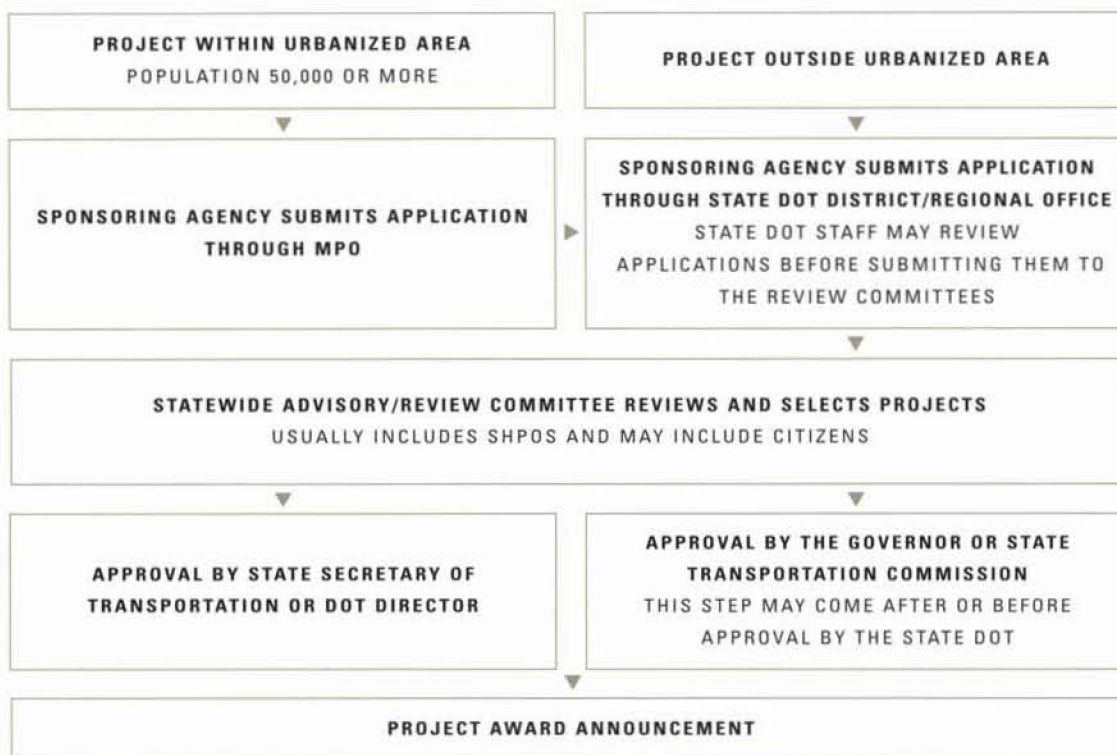 PROJECT WITHIN URBANIZED AREA
POPULATION 50,000 OR MORE
PROJECT OUTSIDE URBANIZED AREA
SPONSORING AGENCY SUBMITS APPLICATION
THROUGH MPO
SPONSORING AGENCY SUBMITS APPLICATION
THROUGH STATE DOT DISTRICT/REGIONAL OFFICE
STATE DOT STAFF MAY REVIEW
APPLICATIONS BEFORE SUBMITTING THEM TO
THE REVIEW COMMITTEES
STATEWIDE ADVISORY/REVIEW COMMITTEE REVIEWS AND SELECTS PROJECTS
USUALLY INCLUDES SHPOS AND MAY INCLUDE CITIZENS
APPROVAL BY STATE SECRETARY OF
TRANSPORTATION OR DOT DIRECTOR
APPROVAL BY THE GOVERNOR OR STATE
TRANSPORTATION COMMISSION
THIS STEP MAY COME AFTER OR BEFORE
APPROVAL BY THE STATE DOT
PROJECT AWARD ANNOUNCEMENT